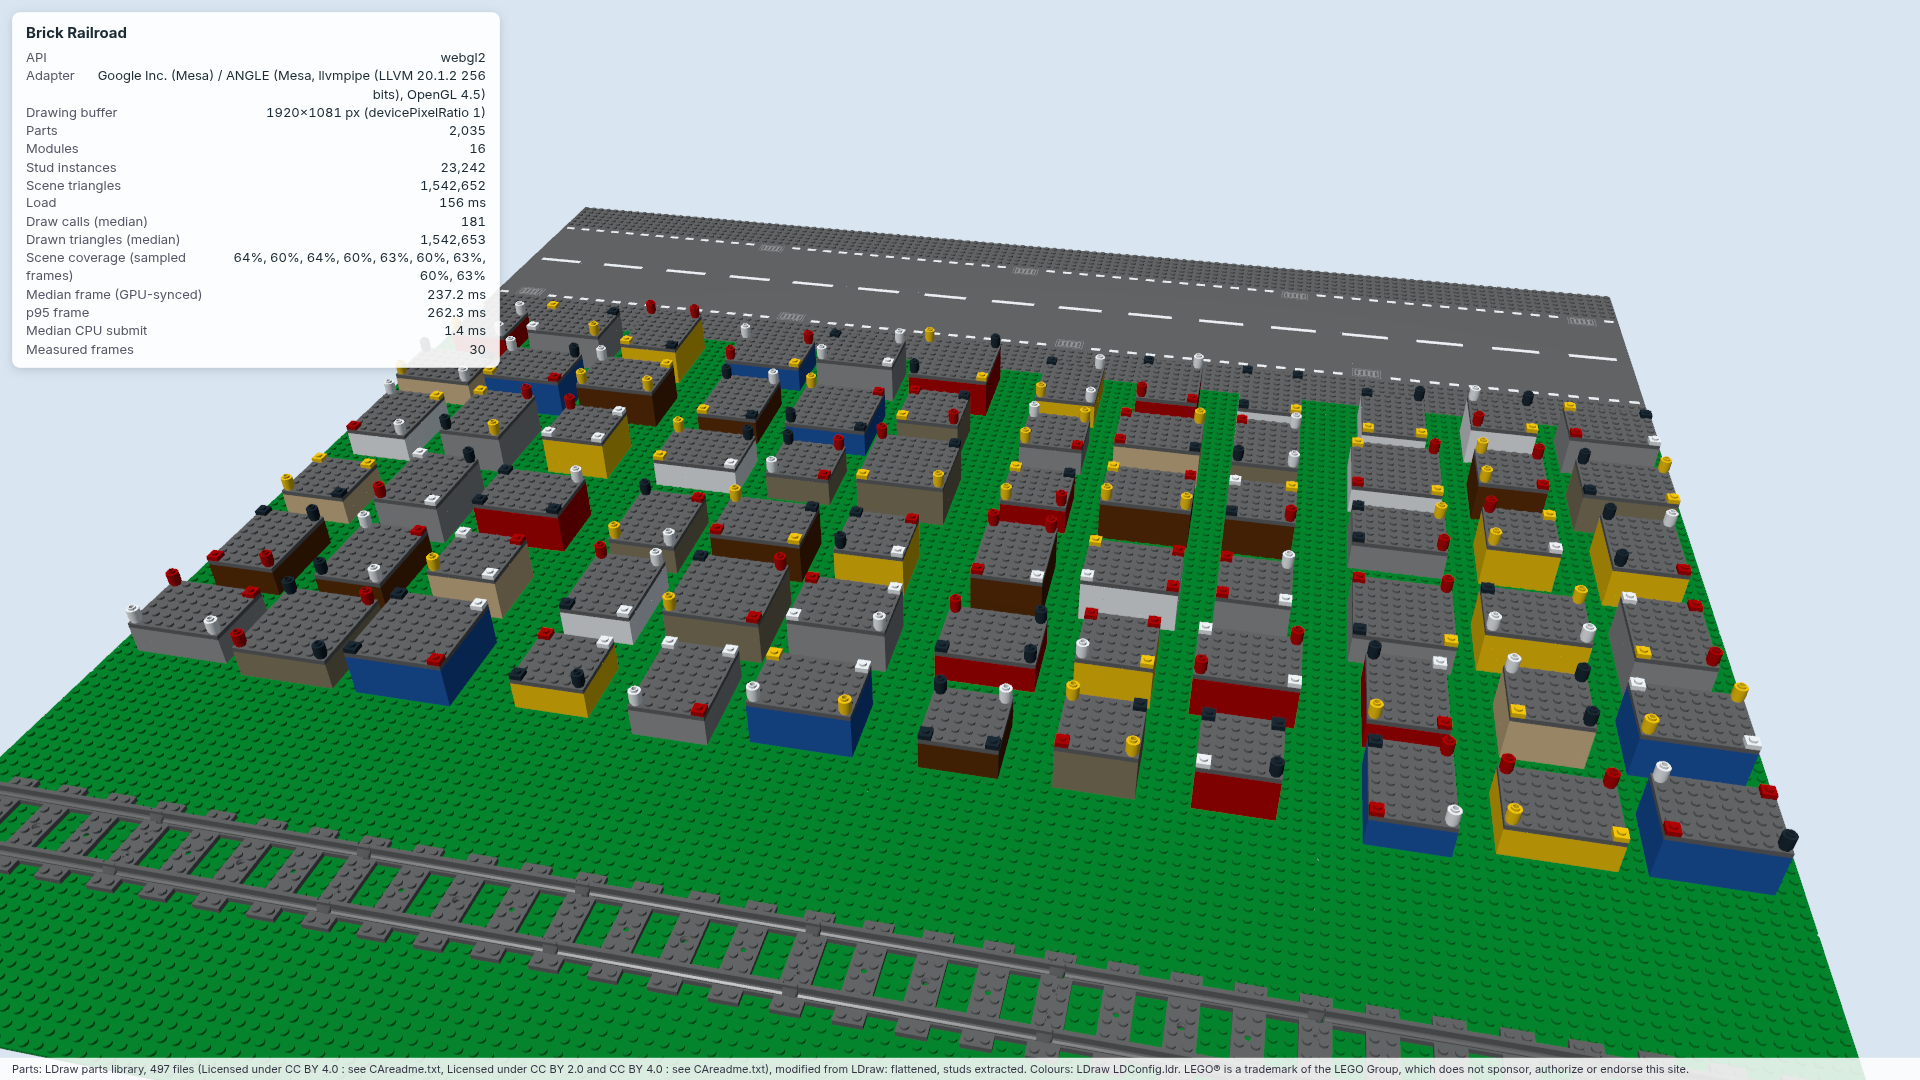 Brick Railroad
API webgl2
Adapter Google Inc. (Mesa) / ANGLE (Mesa, llvmpipe (LLVM 20.1.2 256
bits), OpenGL 4.5)
Drawing buffer 1920×1081 px (devicePixelRatio 1)
Parts 2,035
Modules 16
Stud instances 23,242
Scene triangles 1,542,652
Load 156 ms
Draw calls (median) 181
Drawn triangles (median) 1,542,653
Scene coverage (sampled 64%, 60%, 64%, 60%, 63%, 60%, 63%,
frames) 60%, 63%
Median frame (GPU-synced) 237.2 ms
p95 frame 262.3 ms
Median CPU submit 1.4 ms
Measured frames 30
Parts: LDraw parts library, 497 files (Licensed under CC BY 4.0 : see CAreadme.txt, Licensed under CC BY 2.0 and CC BY 4.0 : see CAreadme.txt), modified from LDraw: flattened, studs extracted. Colours: LDraw LDConfig.ldr. LEGO® is a trademark of the LEGO Group, which does not sponsor, authorize or endorse this site.